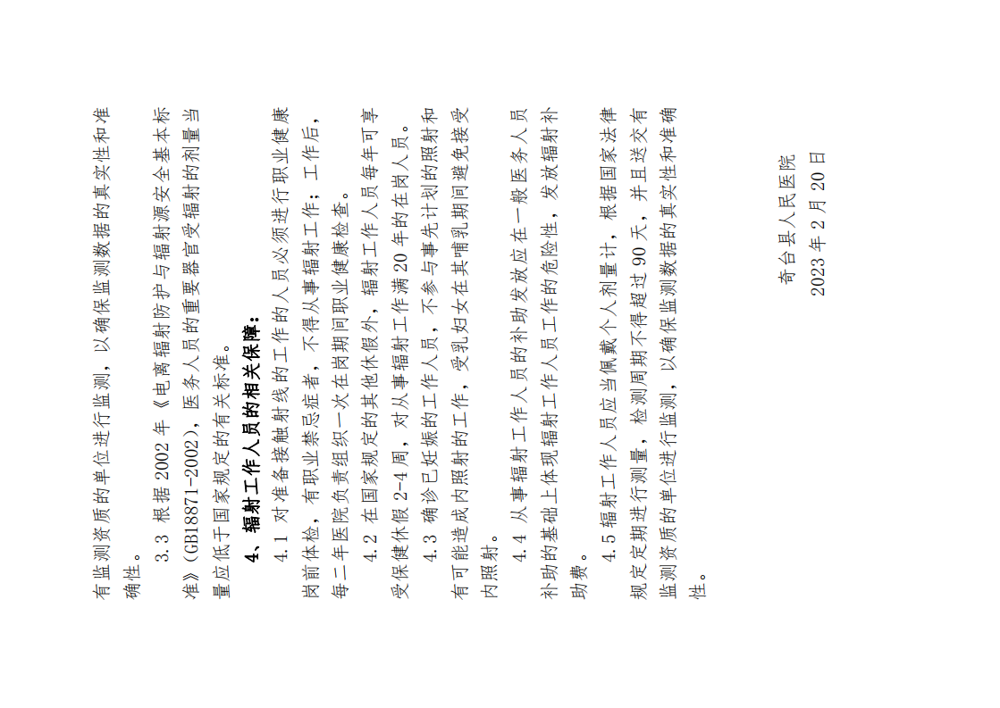 有监测资质的单位进行监测，以确保监测数据的真实性和准
确性。
3.3 根据 2002 年《电离辐射防护与辐射源安全基本标
准》（GB18871-2002），医务人员的重要器官受辐射的剂量当
量应低于国家规定的有关标准。
4、辐射工作人员的相关保障：
4.1 对准备接触射线的工作的人员必须进行职业健康
岗前体检，有职业禁忌症者，不得从事辐射工作；工作后，
每二年医院负责组织一次在岗期间职业健康检查。
4.2 在国家规定的其他休假外，辐射工作人员每年可享
受保健休假 2-4 周，对从事辐射工作满 20 年的在岗人员。
4.3 确诊已妊娠的工作人员，不参与事先计划的照射和
有可能造成内照射的工作，受乳妇女在其哺乳期间避免接受
内照射。
4.4 从事辐射工作人员的补助发放应在一般医务人员
补助的基础上体现辐射工作人员工作的危险性，发放辐射补
助费。
4.5 辐射工作人员应当佩戴个人剂量计，根据国家法律
规定定期进行测量，检测周期不得超过 90 天，并且送交有
监测资质的单位进行监测，以确保监测数据的真实性和准确
性。
奇台县人民医院
2023 年 2 月 20 日